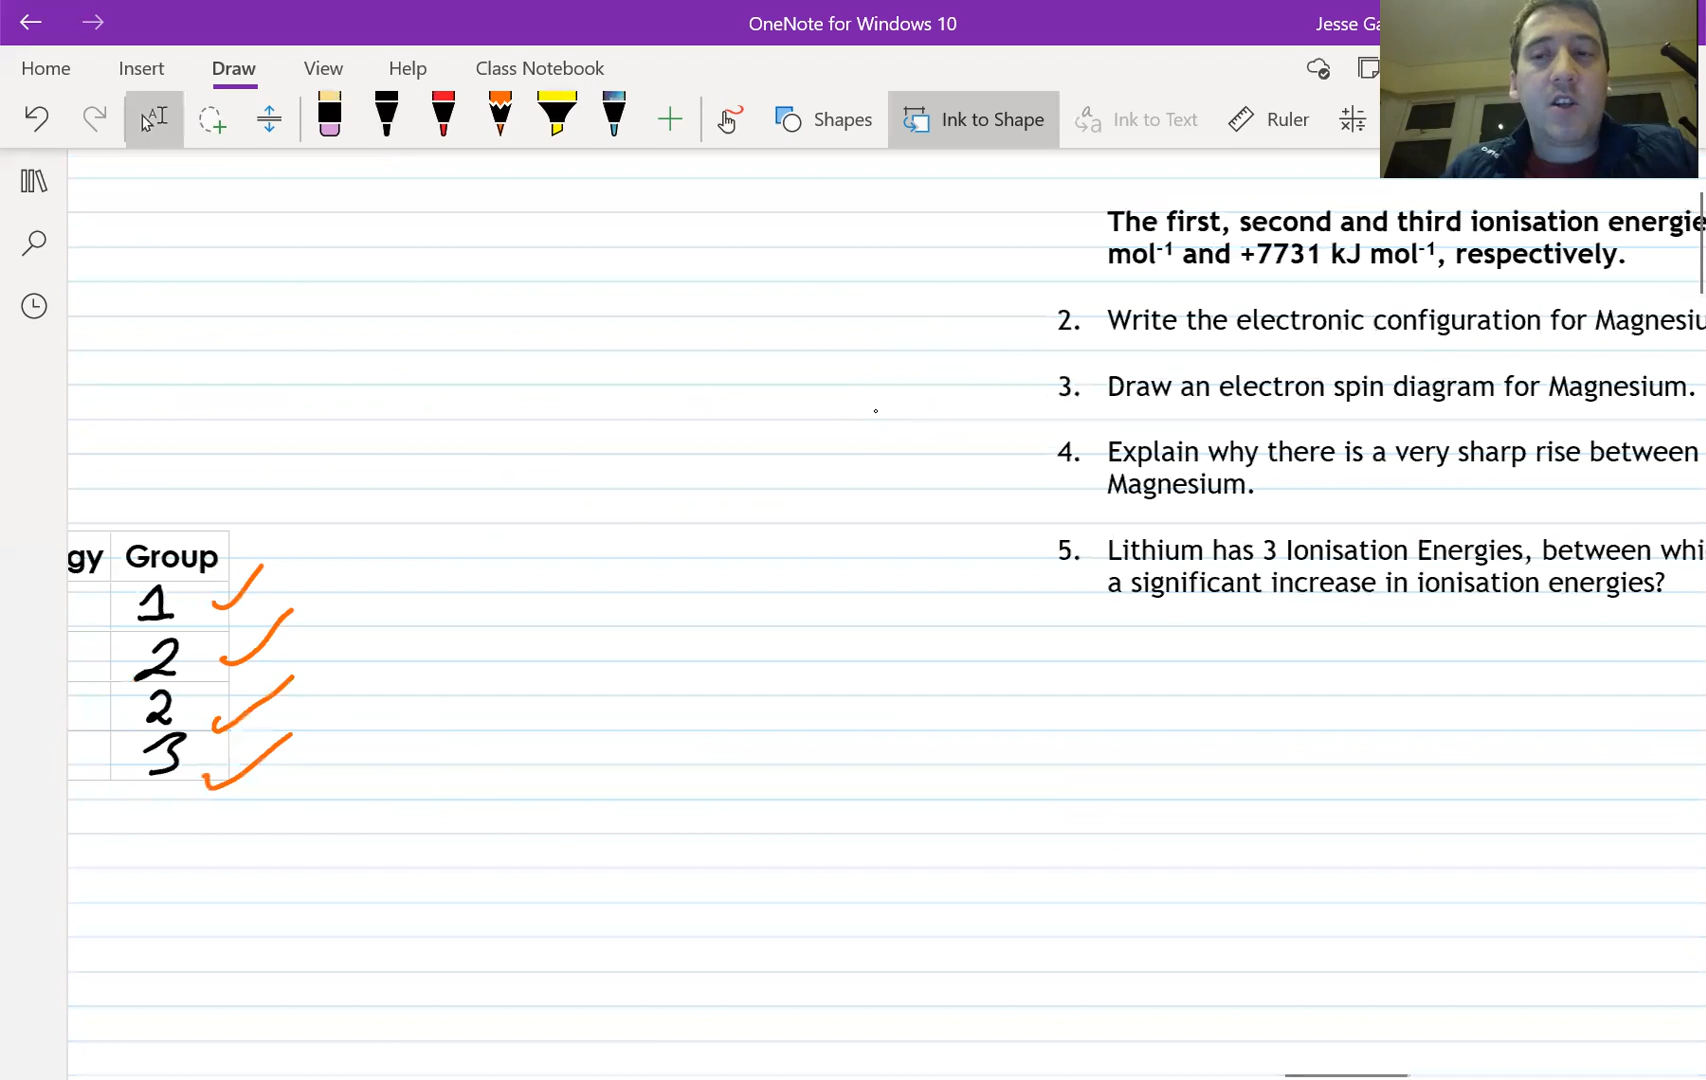 OneNote for Windows 10
Jesse Ga
Home Insert Draw View Help Class Notebook
Shapes Ink to Shape Ink to Text Ruler
The first, second and third ionisation energie
mol⁻¹ and +7731 kJ mol⁻¹, respectively.
2. Write the electronic configuration for Magnesiu
3. Draw an electron spin diagram for Magnesium.
4. Explain why there is a very sharp rise between
Magnesium.
5. Lithium has 3 Ionisation Energies, between whi
a significant increase in ionisation energies?
gy Group
1
2
2
3